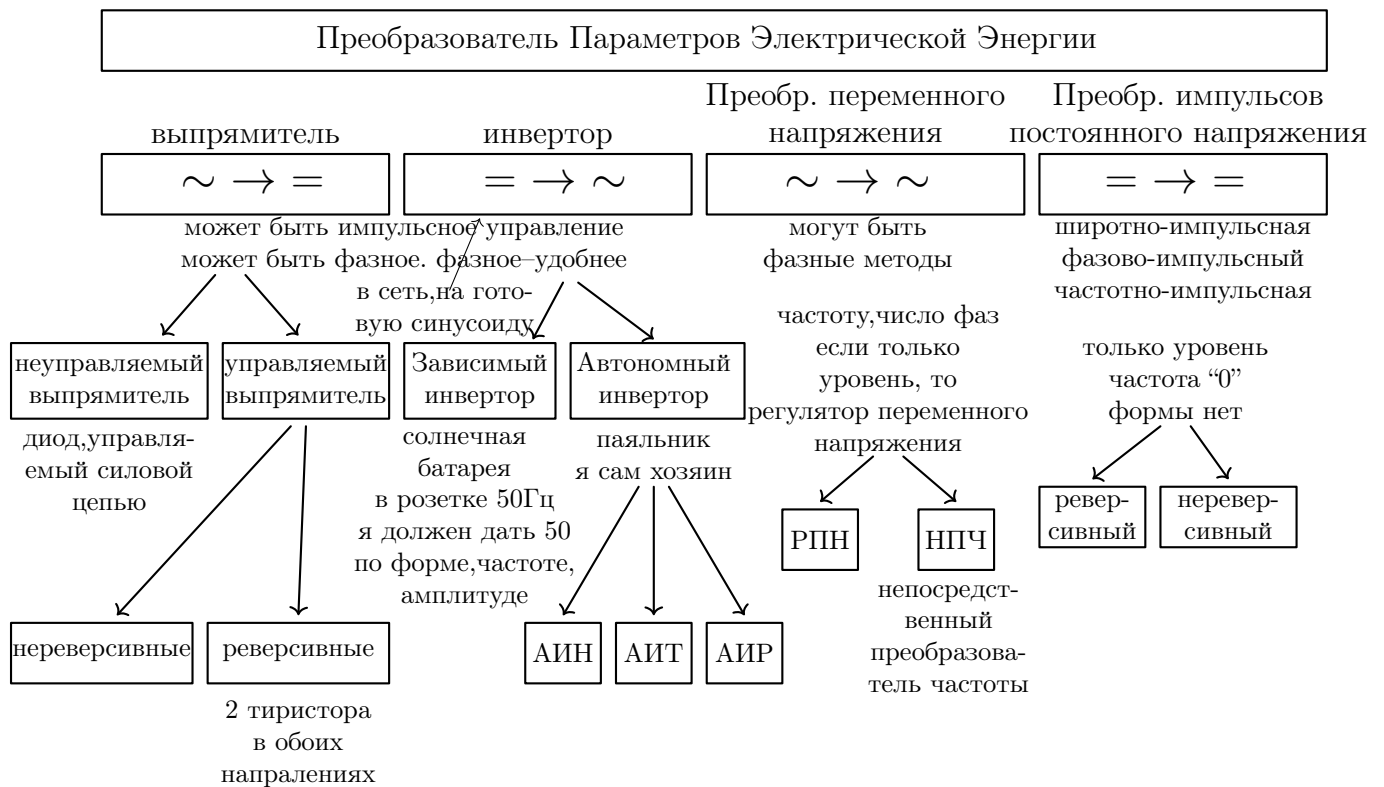 Преобразователь Параметров Электрической Энергии
выпрямитель
∼ → =
инвертор
= → ∼
Преобр. переменного
напряжения
∼ → ∼
Преобр. импульсов
постоянного напряжения
= → =
может быть импульсное управление
может быть фазное. фазное–удобнее
в сеть,на гото-
вую синусоиду
могут быть
фазные методы
широтно-импульсная
фазово-импульсный
частотно-импульсная
частоту,число фаз
если только
уровень, то
регулятор переменного
напряжения
только уровень
частота “0”
формы нет
неуправляемый
выпрямитель
управляемый
выпрямитель
Зависимый
инвертор
Автономный
инвертор
диод,управля-
емый силовой
цепью
солнечная
батарея
в розетке 50Гц
я должен дать 50
по форме,частоте,
амплитуде
паяльник
я сам хозяин
РПН
НПЧ
ревер-
сивный
неревер-
сивный
непосредст-
венный
преобразова-
тель частоты
нереверсивные
реверсивные
АИН
АИТ
АИР
2 тиристора
в обоих
напралениях